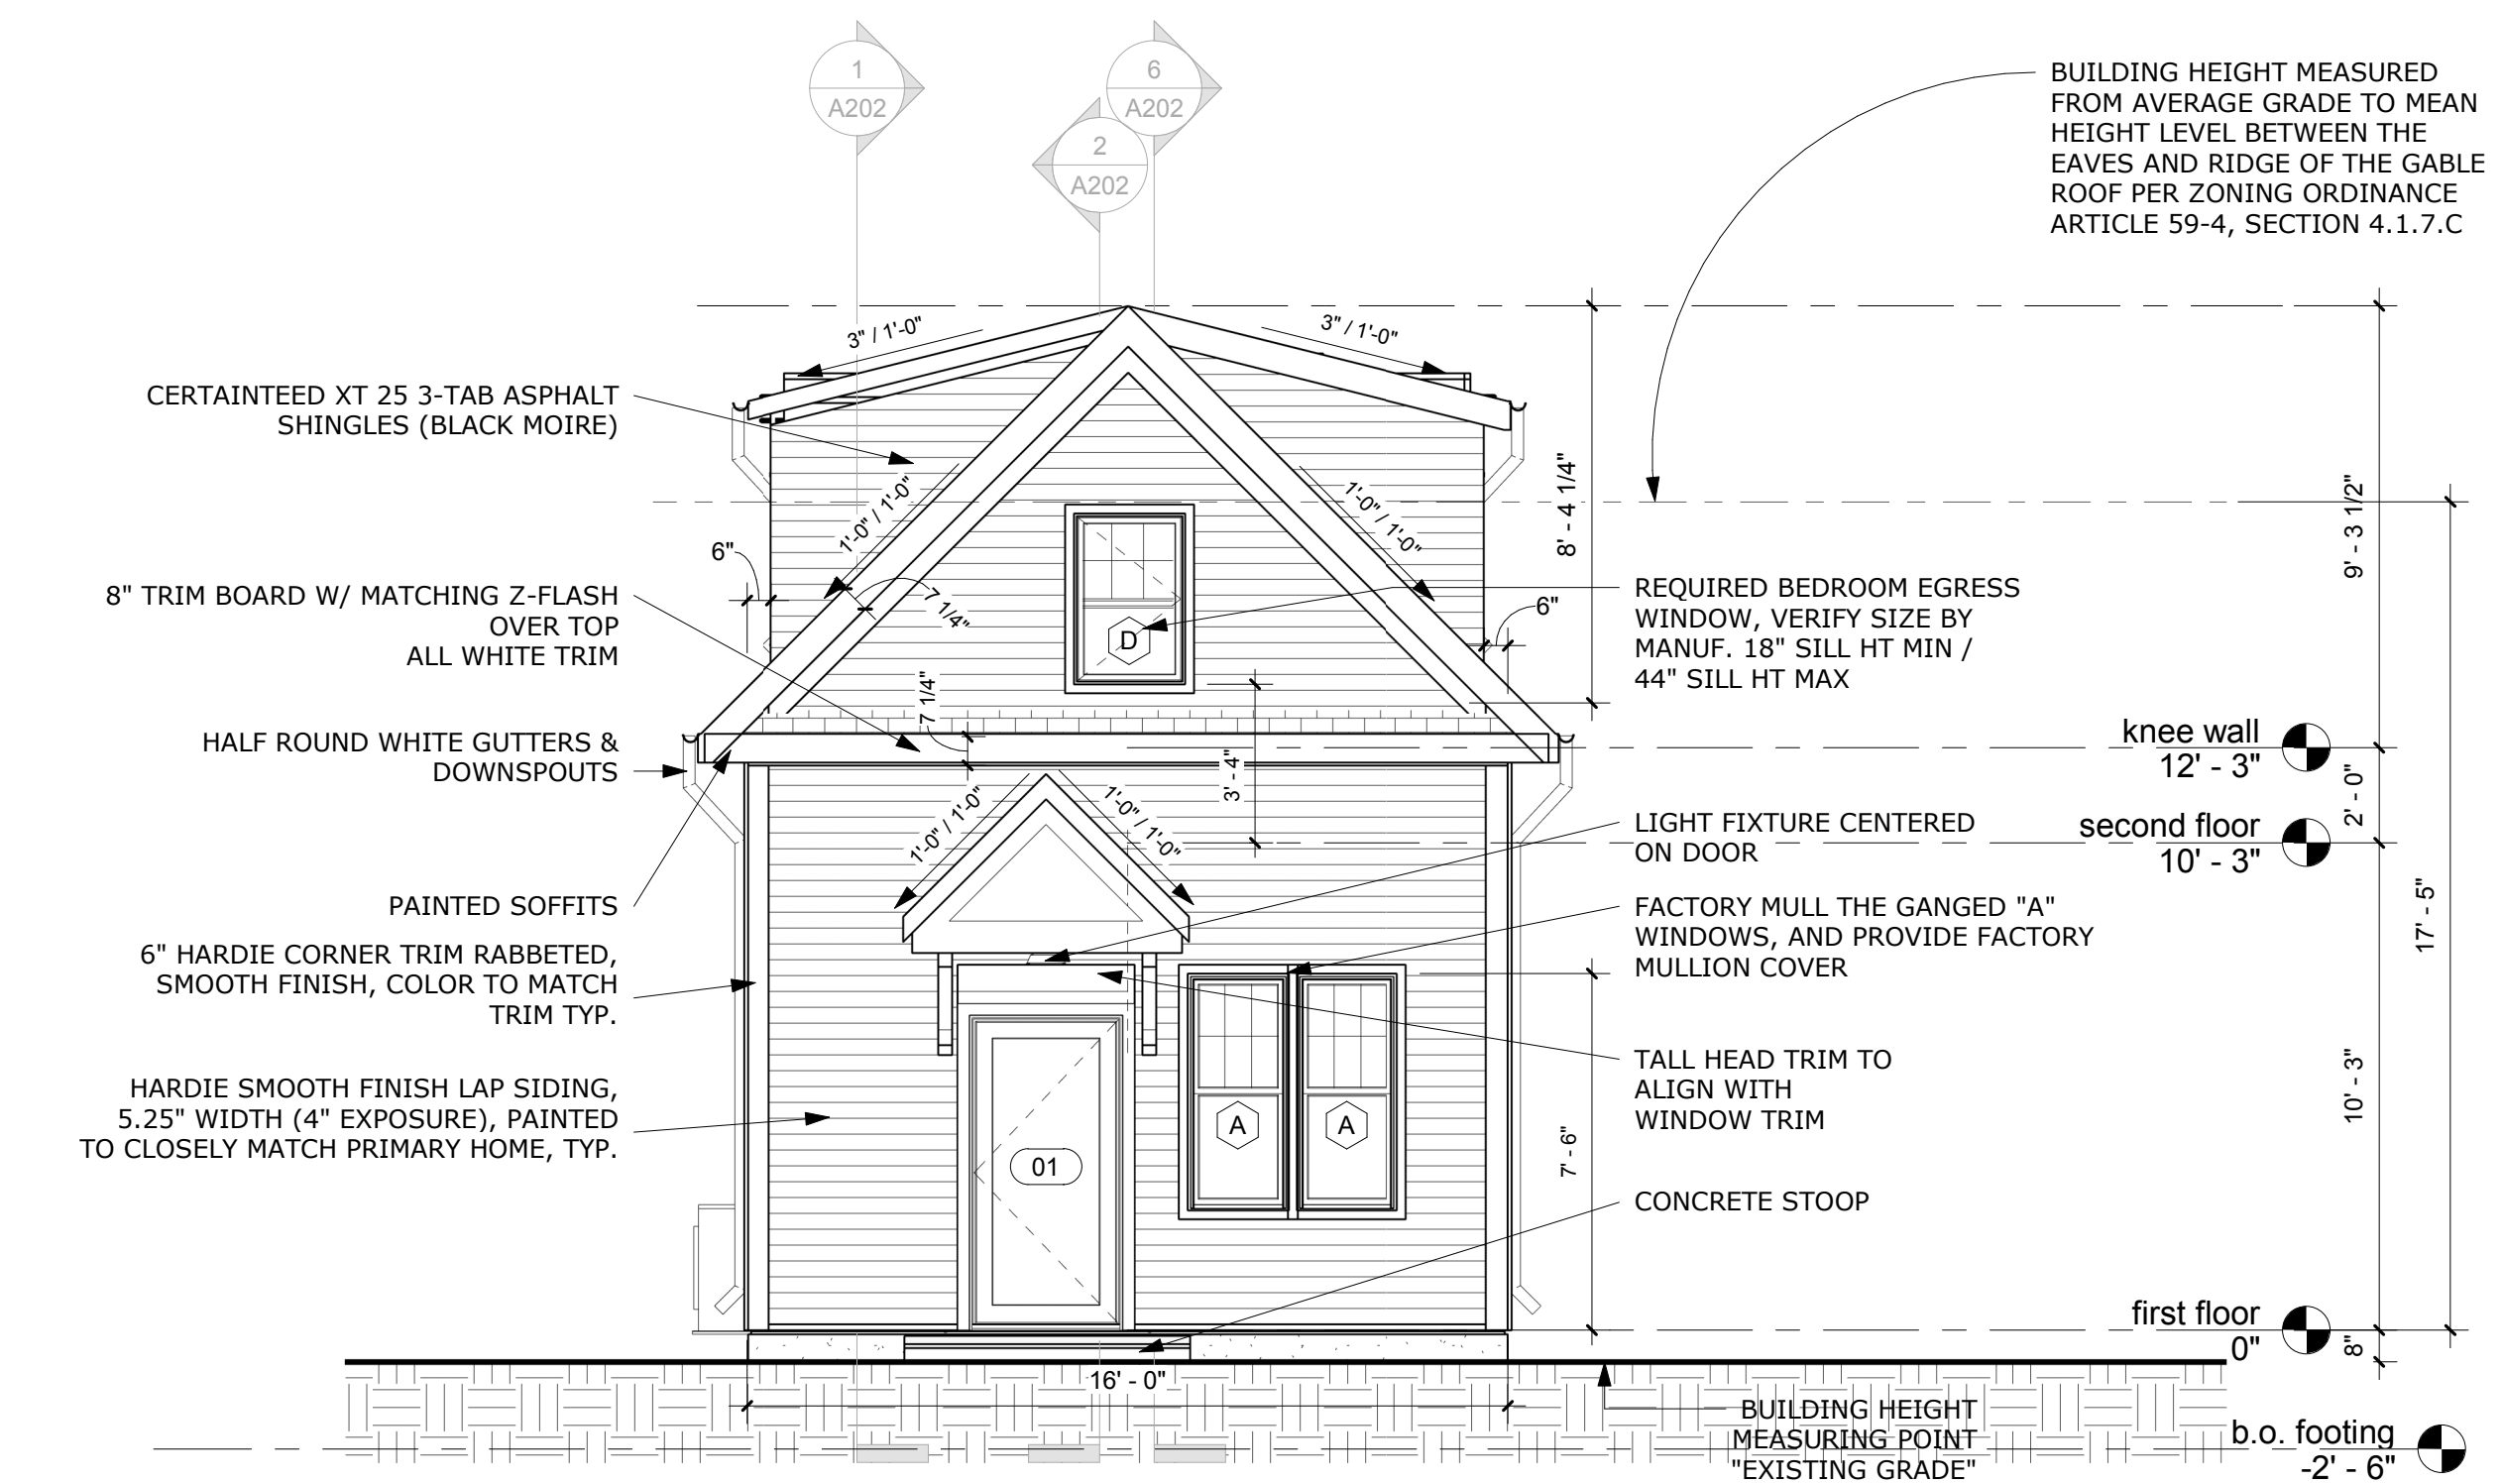 1
A202
6
A202
2
A202
BUILDING HEIGHT MEASURED
FROM AVERAGE GRADE TO MEAN
HEIGHT LEVEL BETWEEN THE
EAVES AND RIDGE OF THE GABLE
ROOF PER ZONING ORDINANCE
ARTICLE 59-4, SECTION 4.1.7.C
3" / 1'-0"
3" / 1'-0"
CERTAINTEED XT 25 3-TAB ASPHALT
SHINGLES (BLACK MOIRE)
1'-0" / 1'-0"
1'-0" / 1'-0"
8' - 4 1/4"
9' - 3 1/2"
6"
8" TRIM BOARD W/ MATCHING Z-FLASH
OVER TOP
ALL WHITE TRIM
7 1/4"
D
6"
REQUIRED BEDROOM EGRESS
WINDOW, VERIFY SIZE BY
MANUF. 18" SILL HT MIN /
44" SILL HT MAX
7 1/4"
HALF ROUND WHITE GUTTERS &
DOWNSPOUTS
3' - 4"
knee wall
12' - 3"
2' - 0"
1'-0" / 1'-0"
1'-0" / 1'-0"
LIGHT FIXTURE CENTERED
ON DOOR
second floor
10' - 3"
PAINTED SOFFITS
FACTORY MULL THE GANGED "A"
WINDOWS, AND PROVIDE FACTORY
MULLION COVER
17' - 5"
6" HARDIE CORNER TRIM RABBETED,
SMOOTH FINISH, COLOR TO MATCH
TRIM TYP.
TALL HEAD TRIM TO
ALIGN WITH
WINDOW TRIM
10' - 3"
HARDIE SMOOTH FINISH LAP SIDING,
5.25" WIDTH (4" EXPOSURE), PAINTED
TO CLOSELY MATCH PRIMARY HOME, TYP.
01
A
A
7' - 6"
CONCRETE STOOP
first floor
0"
8"
16' - 0"
BUILDING HEIGHT
MEASURING POINT
"EXISTING GRADE"
b.o. footing
-2' - 6"